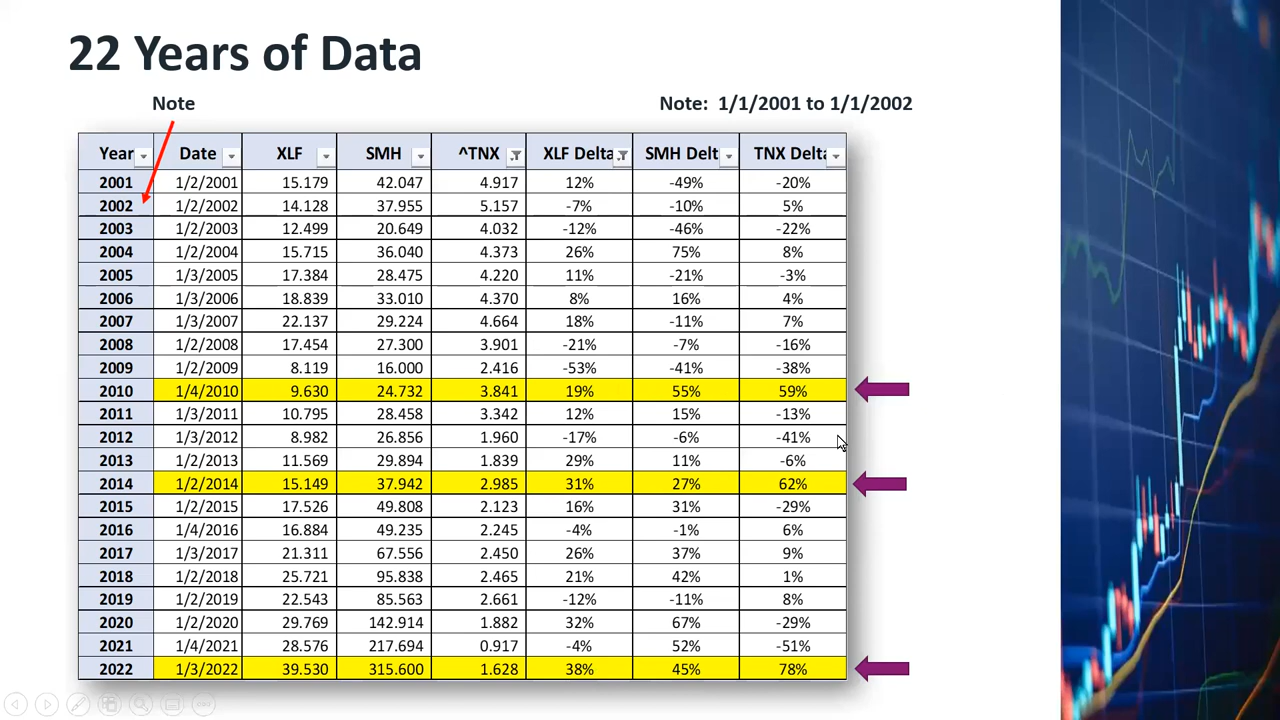 22 Years of Data
Note
Note: 1/1/2001 to 1/1/2002
Year Date XLF SMH ^TNX XLF Delta SMH Delt TNX Delta
2001 1/2/2001 15.179 42.047 4.917 12% -49% -20%
2002 1/2/2002 14.128 37.955 5.157 -7% -10% 5%
2003 1/2/2003 12.499 20.649 4.032 -12% -46% -22%
2004 1/2/2004 15.715 36.040 4.373 26% 75% 8%
2005 1/3/2005 17.384 28.475 4.220 11% -21% -3%
2006 1/3/2006 18.839 33.010 4.370 8% 16% 4%
2007 1/3/2007 22.137 29.224 4.664 18% -11% 7%
2008 1/2/2008 17.454 27.300 3.901 -21% -7% -16%
2009 1/2/2009 8.119 16.000 2.416 -53% -41% -38%
2010 1/4/2010 9.630 24.732 3.841 19% 55% 59%
2011 1/3/2011 10.795 28.458 3.342 12% 15% -13%
2012 1/3/2012 8.982 26.856 1.960 -17% -6% -41%
2013 1/2/2013 11.569 29.894 1.839 29% 11% -6%
2014 1/2/2014 15.149 37.942 2.985 31% 27% 62%
2015 1/2/2015 17.526 49.808 2.123 16% 31% -29%
2016 1/4/2016 16.884 49.235 2.245 -4% -1% 6%
2017 1/3/2017 21.311 67.556 2.450 26% 37% 9%
2018 1/2/2018 25.721 95.838 2.465 21% 42% 1%
2019 1/2/2019 22.543 85.563 2.661 -12% -11% 8%
2020 1/2/2020 29.769 142.914 1.882 32% 67% -29%
2021 1/4/2021 28.576 217.694 0.917 -4% 52% -51%
2022 1/3/2022 39.530 315.600 1.628 38% 45% 78%